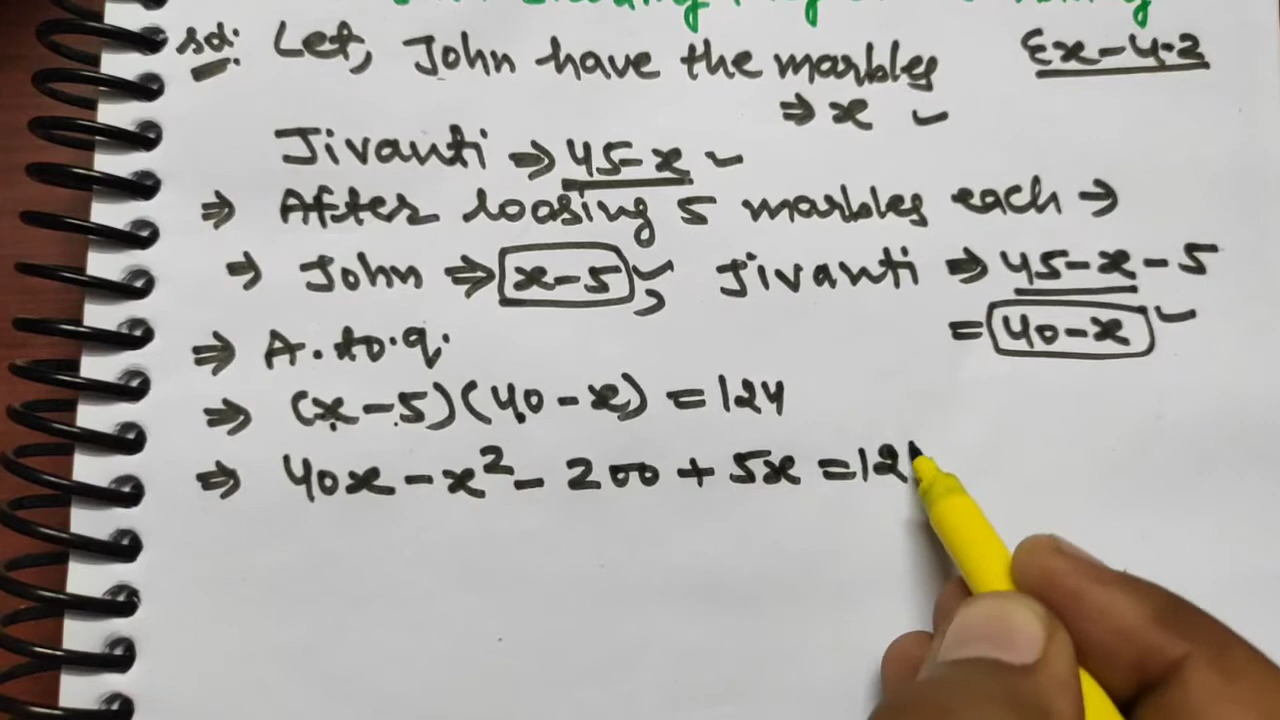 sol: Let, John have the marbles Ex-4.2
⇒ x ✓
Jivanti ⇒ 45-x ✓
⇒ After loasing 5 marbles each →
⇒ John ⇒ x-5 ✓, Jivanti ⇒ 45-x-5
= 40-x ✓
⇒ A.to.q.
⇒ (x-5)(40-x) = 124
⇒ 40x - x² - 200 + 5x = 12